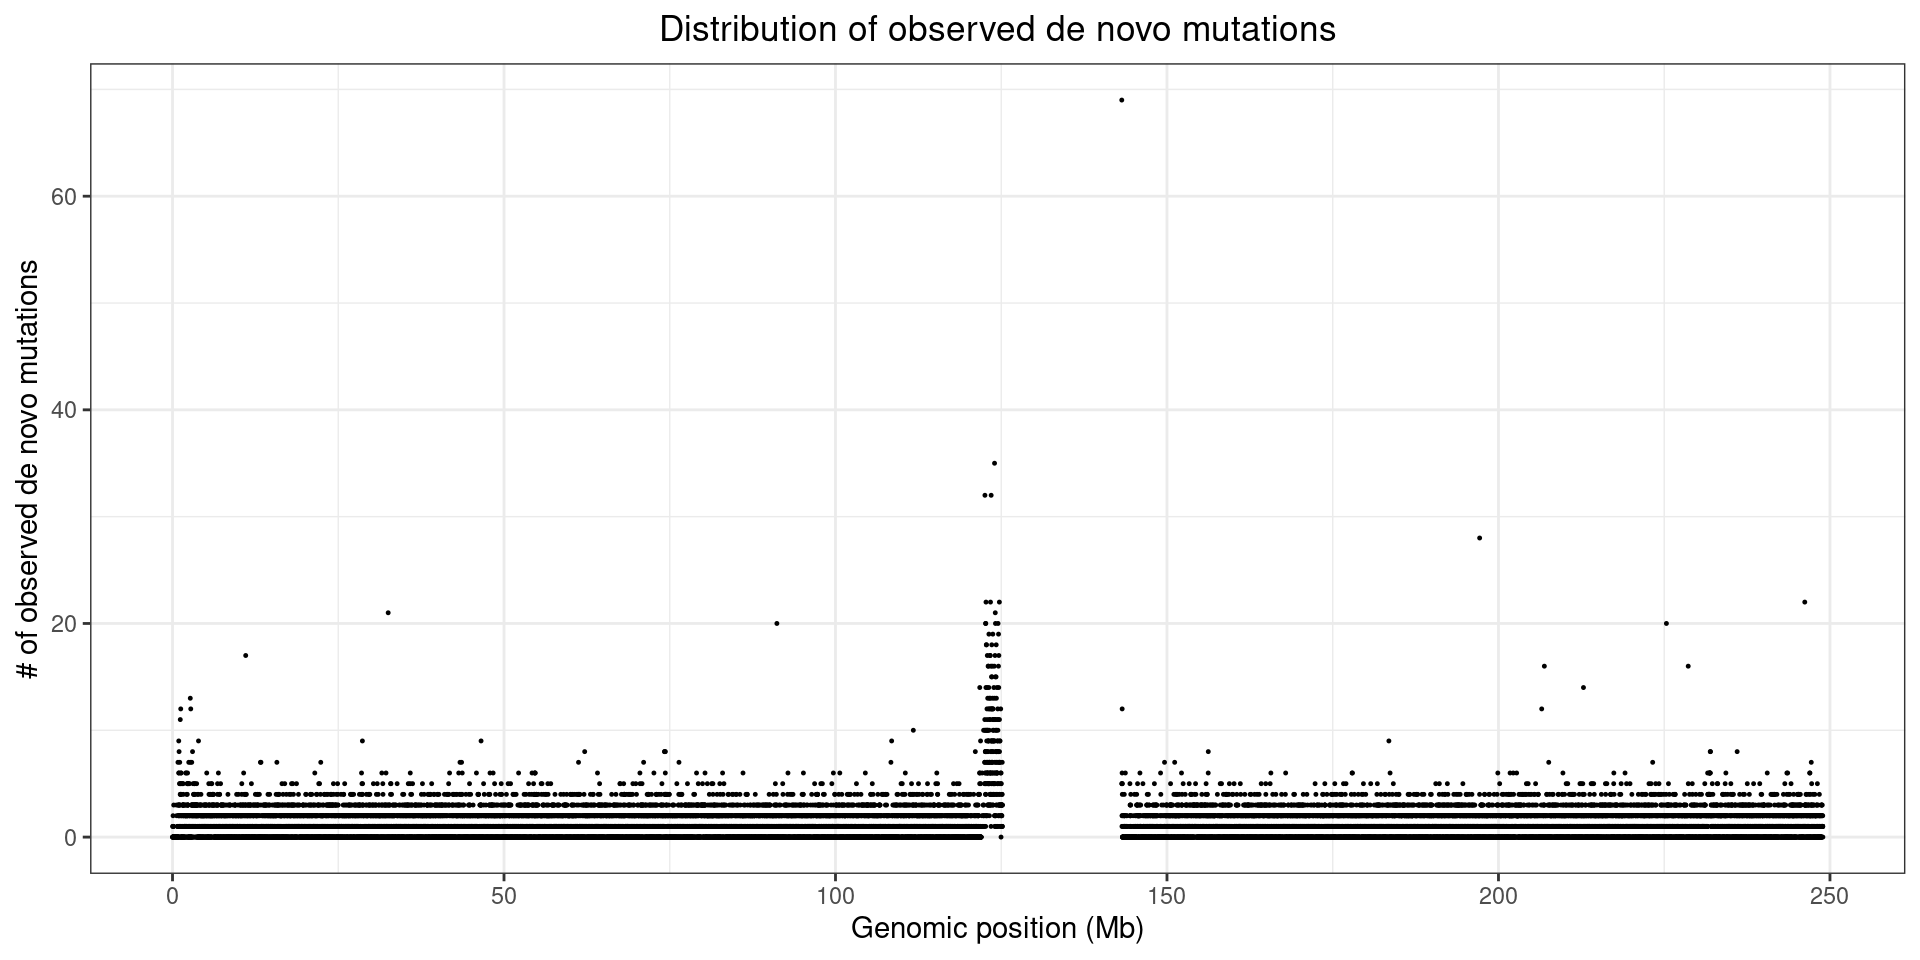 Distribution of observed de novo mutations
# of observed de novo mutations
60
40
20
0
0 50 100 150 200 250
Genomic position (Mb)